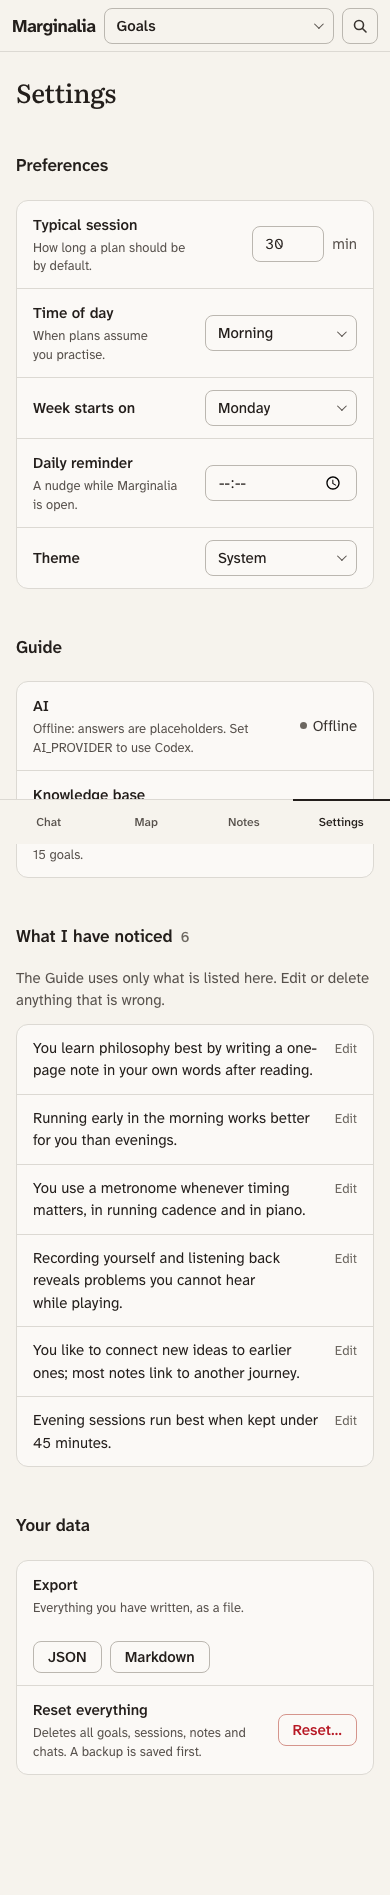 Marginalia
Goals
Settings
Preferences
Typical session
How long a plan should be
by default.
30
min
Time of day
When plans assume
you practise.
Morning
Week starts on
Monday
Daily reminder
A nudge while Marginalia
is open.
--:--
Theme
System
Guide
AI
Offline: answers are placeholders. Set
AI_PROVIDER to use Codex.
Offline
Knowledge base
Chat
Map
Notes
Settings
15 goals.
What I have noticed 6
The Guide uses only what is listed here. Edit or delete
anything that is wrong.
You learn philosophy best by writing a one-
page note in your own words after reading.
Edit
Running early in the morning works better
for you than evenings.
Edit
You use a metronome whenever timing
matters, in running cadence and in piano.
Edit
Recording yourself and listening back
reveals problems you cannot hear
while playing.
Edit
You like to connect new ideas to earlier
ones; most notes link to another journey.
Edit
Evening sessions run best when kept under
45 minutes.
Edit
Your data
Export
Everything you have written, as a file.
JSON
Markdown
Reset everything
Deletes all goals, sessions, notes and
chats. A backup is saved first.
Reset…